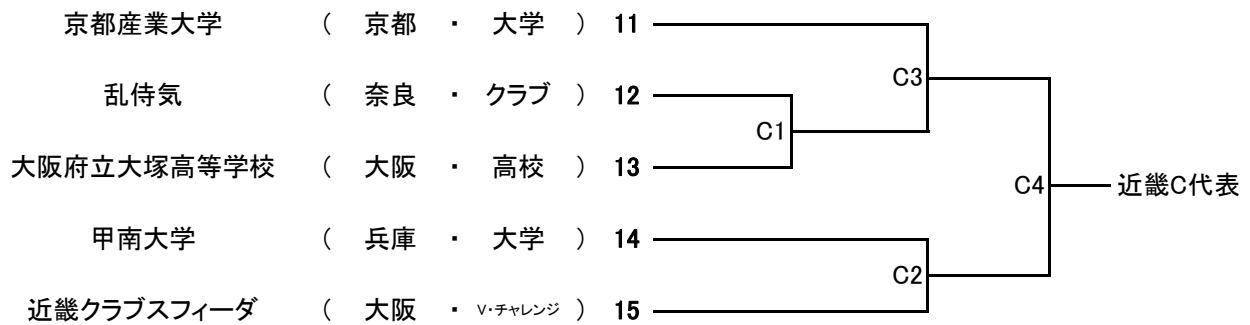 京都産業大学 ( 京都 ・ 大学 ) 11
C3
乱侍気 ( 奈良 ・ クラブ ) 12
C1
大阪府立大塚高等学校 ( 大阪 ・ 高校 ) 13
C4 近畿C代表
甲南大学 ( 兵庫 ・ 大学 ) 14
C2
近畿クラブスフィーダ ( 大阪 ・ V・チャレンジ ) 15